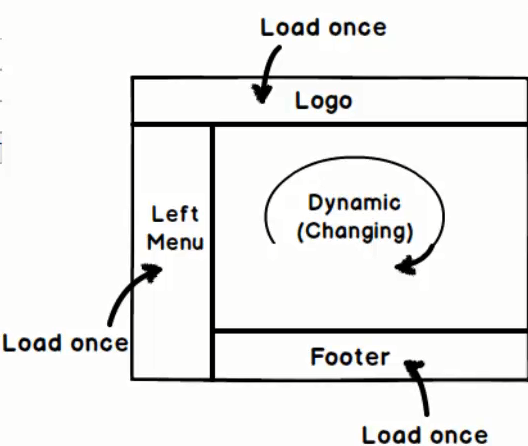 Load once
Logo
Dynamic
(Changing)
Left
Menu
Load once
Footer
Load once